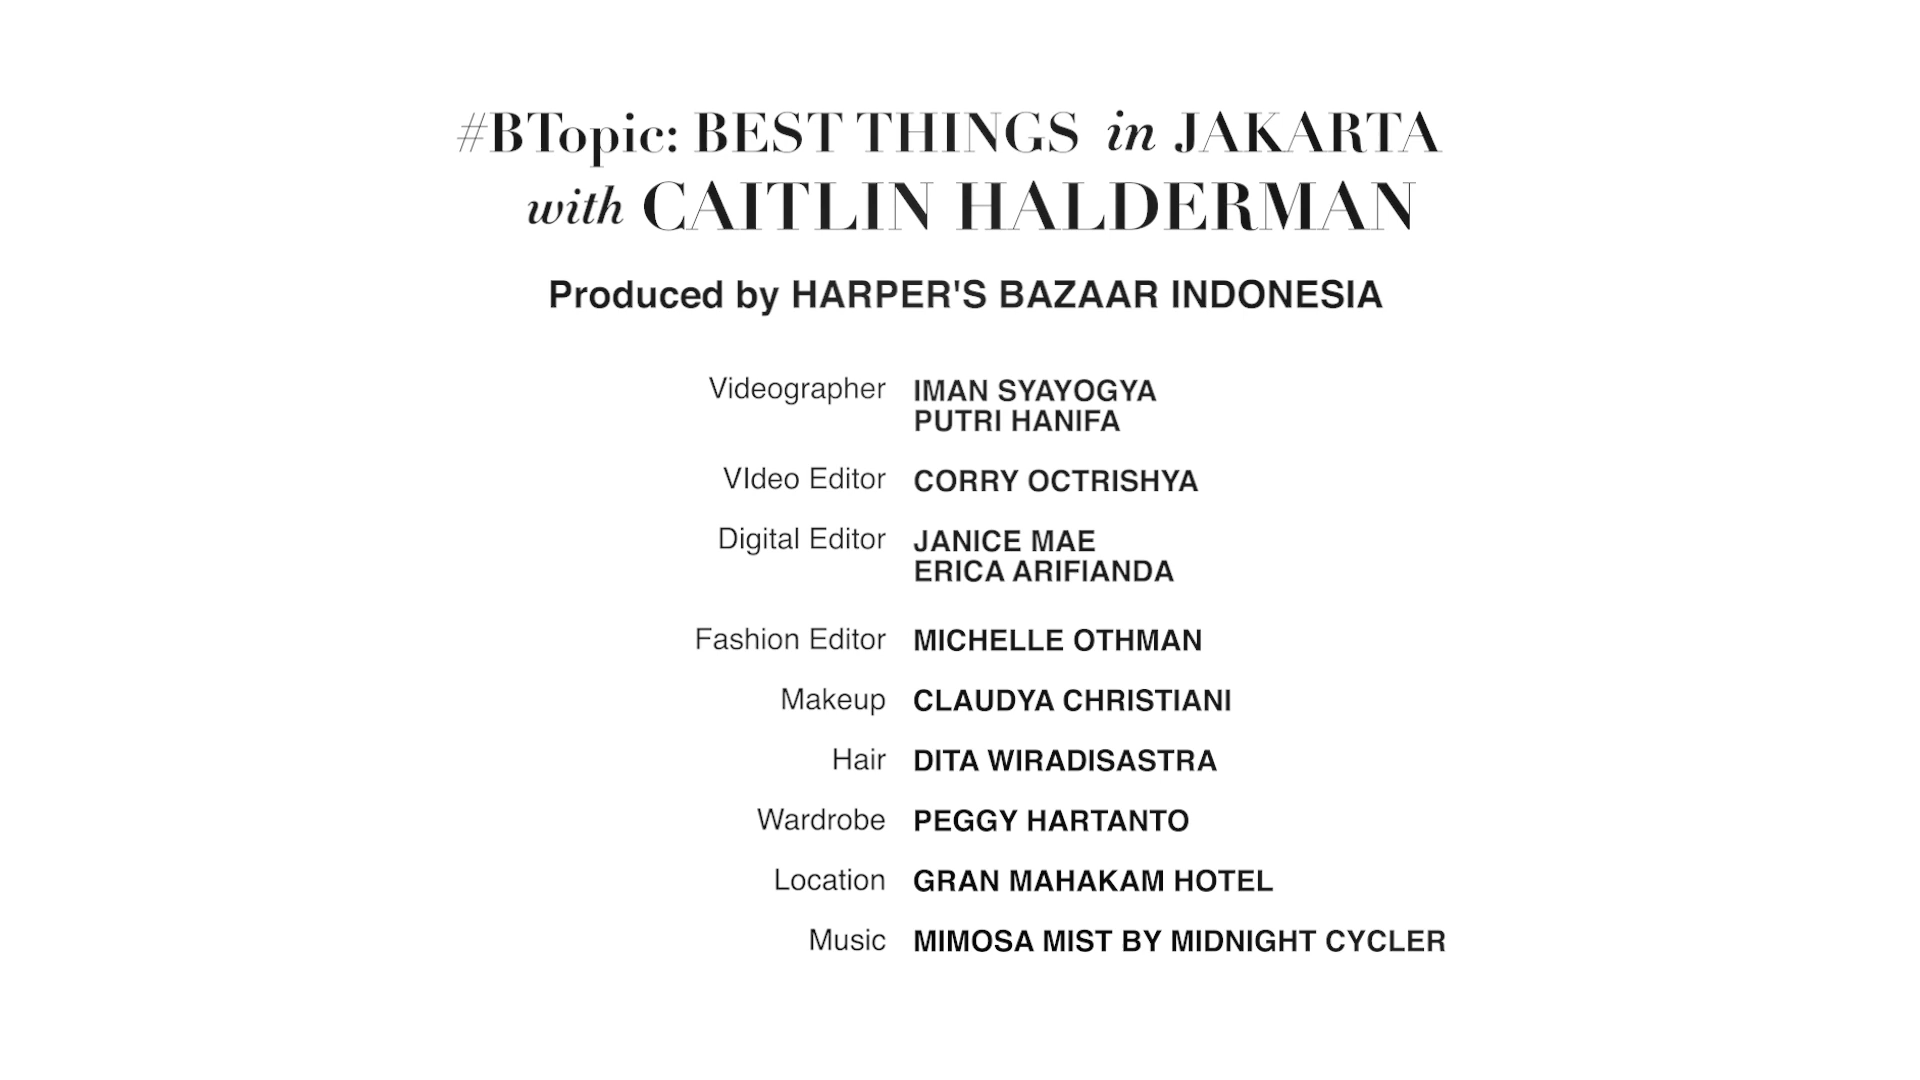 #BTopic: BEST THINGS in JAKARTA
with CAITLIN HALDERMAN
Produced by HARPER'S BAZAAR INDONESIA
Videographer IMAN SYAYOGYA
PUTRI HANIFA
VIdeo Editor CORRY OCTRISHYA
Digital Editor JANICE MAE
ERICA ARIFIANDA
Fashion Editor MICHELLE OTHMAN
Makeup CLAUDYA CHRISTIANI
Hair DITA WIRADISASTRA
Wardrobe PEGGY HARTANTO
Location GRAN MAHAKAM HOTEL
Music MIMOSA MIST BY MIDNIGHT CYCLER